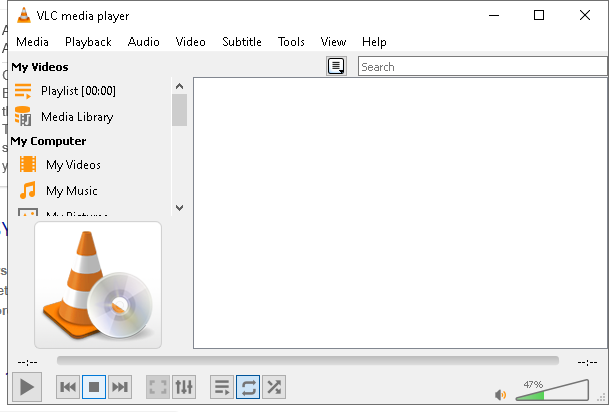 VLC media player
Media Playback Audio Video Subtitle Tools View Help
My Videos
Search
Playlist [00:00]
Media Library
My Computer
My Videos
My Music
My Pictures
--:-- --:--
47%